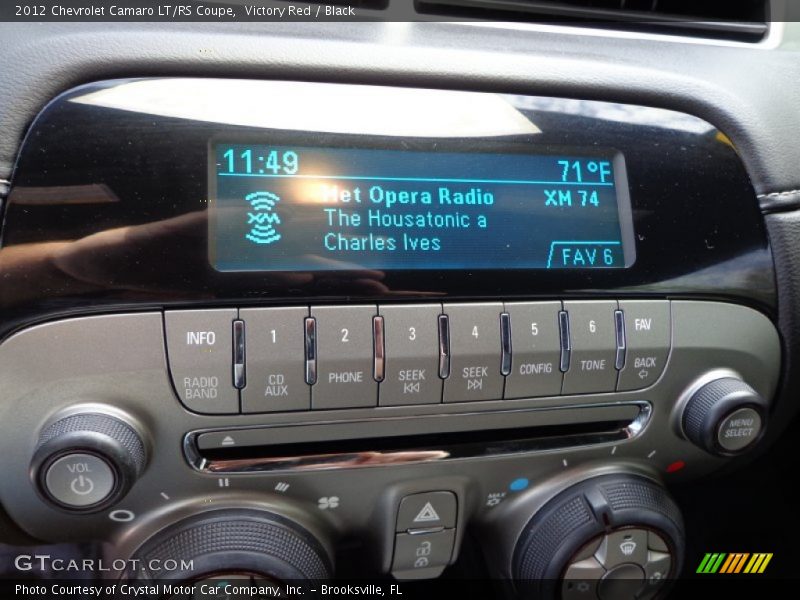 2012 Chevrolet Camaro LT/RS Coupe, Victory Red / Black
11:49
71°F
Met Opera Radio
XM 74
XM
The Housatonic a
Charles Ives
FAV 6
INFO
1
2
3
4
5
6
FAV
RADIO BAND
CD AUX
PHONE
SEEK
SEEK
CONFIG
TONE
BACK
VOL
MENU SELECT
GTCARLOT.COM
Photo Courtesy of Crystal Motor Car Company, Inc. – Brooksville, FL